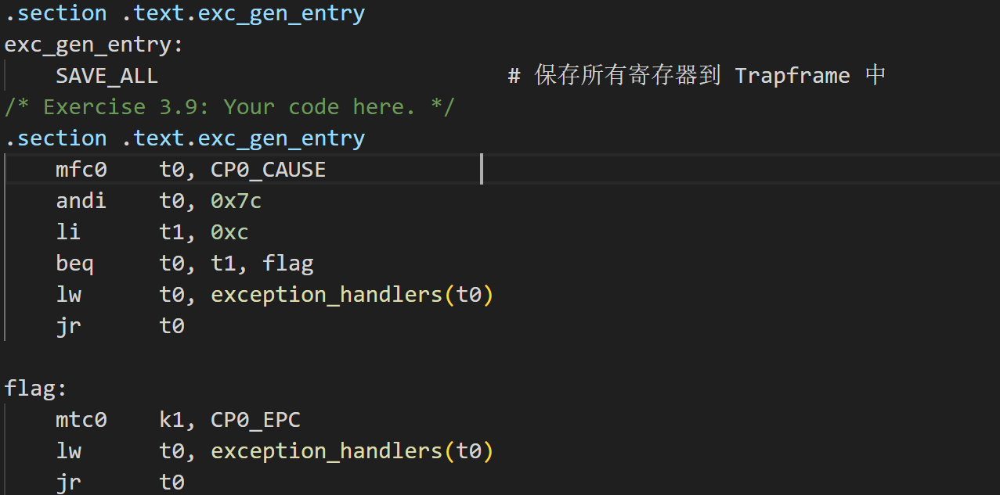 .section .text.exc_gen_entry
exc_gen_entry:
    SAVE_ALL                           # 保存所有寄存器到 Trapframe 中
/* Exercise 3.9: Your code here. */
.section .text.exc_gen_entry
    mfc0    t0, CP0_CAUSE
    andi    t0, 0x7c
    li      t1, 0xc
    beq     t0, t1, flag
    lw      t0, exception_handlers(t0)
    jr      t0
flag:
    mtc0    k1, CP0_EPC
    lw      t0, exception_handlers(t0)
    jr      t0